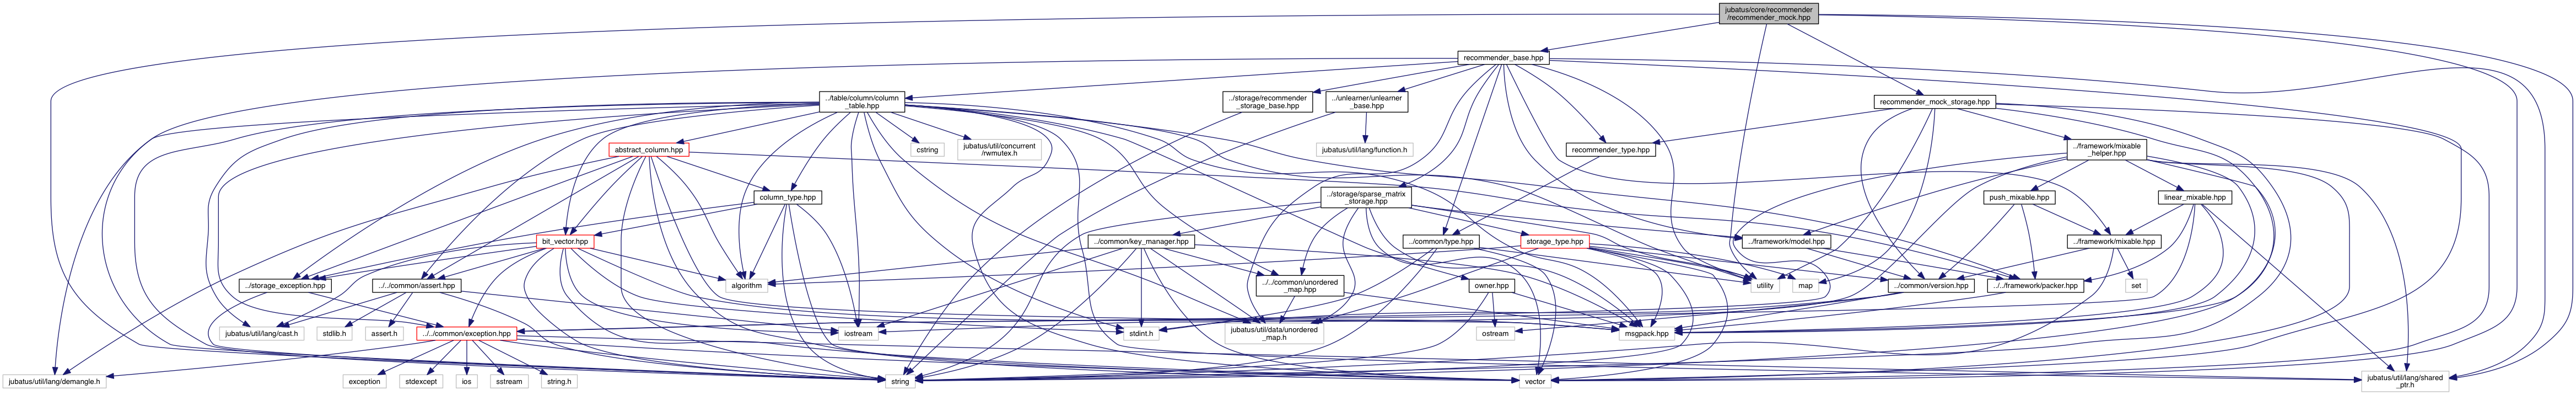 jubatus/core/recommender
/recommender_mock.hpp
recommender_base.hpp
../table/column/column
_table.hpp
../storage/recommender
_storage_base.hpp
../unlearner/unlearner
_base.hpp
recommender_mock_storage.hpp
abstract_column.hpp
cstring
jubatus/util/concurrent
/rwmutex.h
jubatus/util/lang/function.h
recommender_type.hpp
../framework/mixable
_helper.hpp
column_type.hpp
../storage/sparse_matrix
_storage.hpp
push_mixable.hpp
linear_mixable.hpp
bit_vector.hpp
../common/key_manager.hpp
../common/type.hpp
storage_type.hpp
../framework/model.hpp
../framework/mixable.hpp
../storage_exception.hpp
../../common/assert.hpp
algorithm
../../common/unordered
_map.hpp
owner.hpp
utility
map
../common/version.hpp
../../framework/packer.hpp
set
jubatus/util/lang/cast.h
stdlib.h
assert.h
../../common/exception.hpp
iostream
stdint.h
jubatus/util/data/unordered
_map.h
ostream
msgpack.hpp
jubatus/util/lang/demangle.h
exception
stdexcept
ios
sstream
string.h
string
vector
jubatus/util/lang/shared
_ptr.h